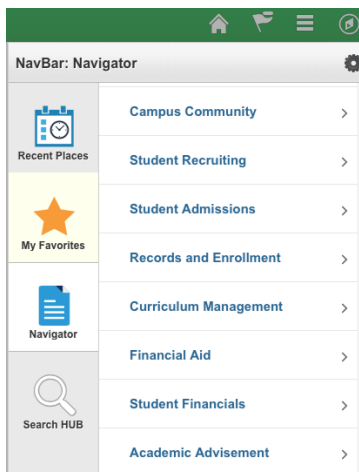 NavBar: Navigator
Recent Places
My Favorites
Navigator
Search HUB
Campus Community
Student Recruiting
Student Admissions
Records and Enrollment
Curriculum Management
Financial Aid
Student Financials
Academic Advisement